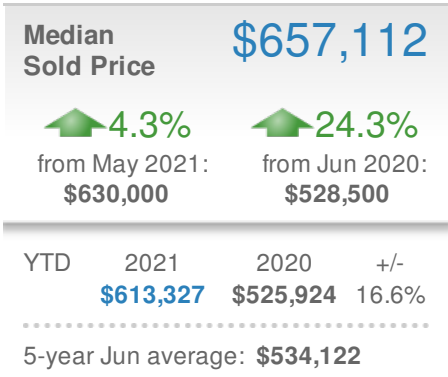 Median $657,112
Sold Price
4.3% 24.3%
from May 2021: from Jun 2020:
$630,000 $528,500
YTD 2021 2020 +/-
$613,327 $525,924 16.6%
5-year Jun average: $534,122